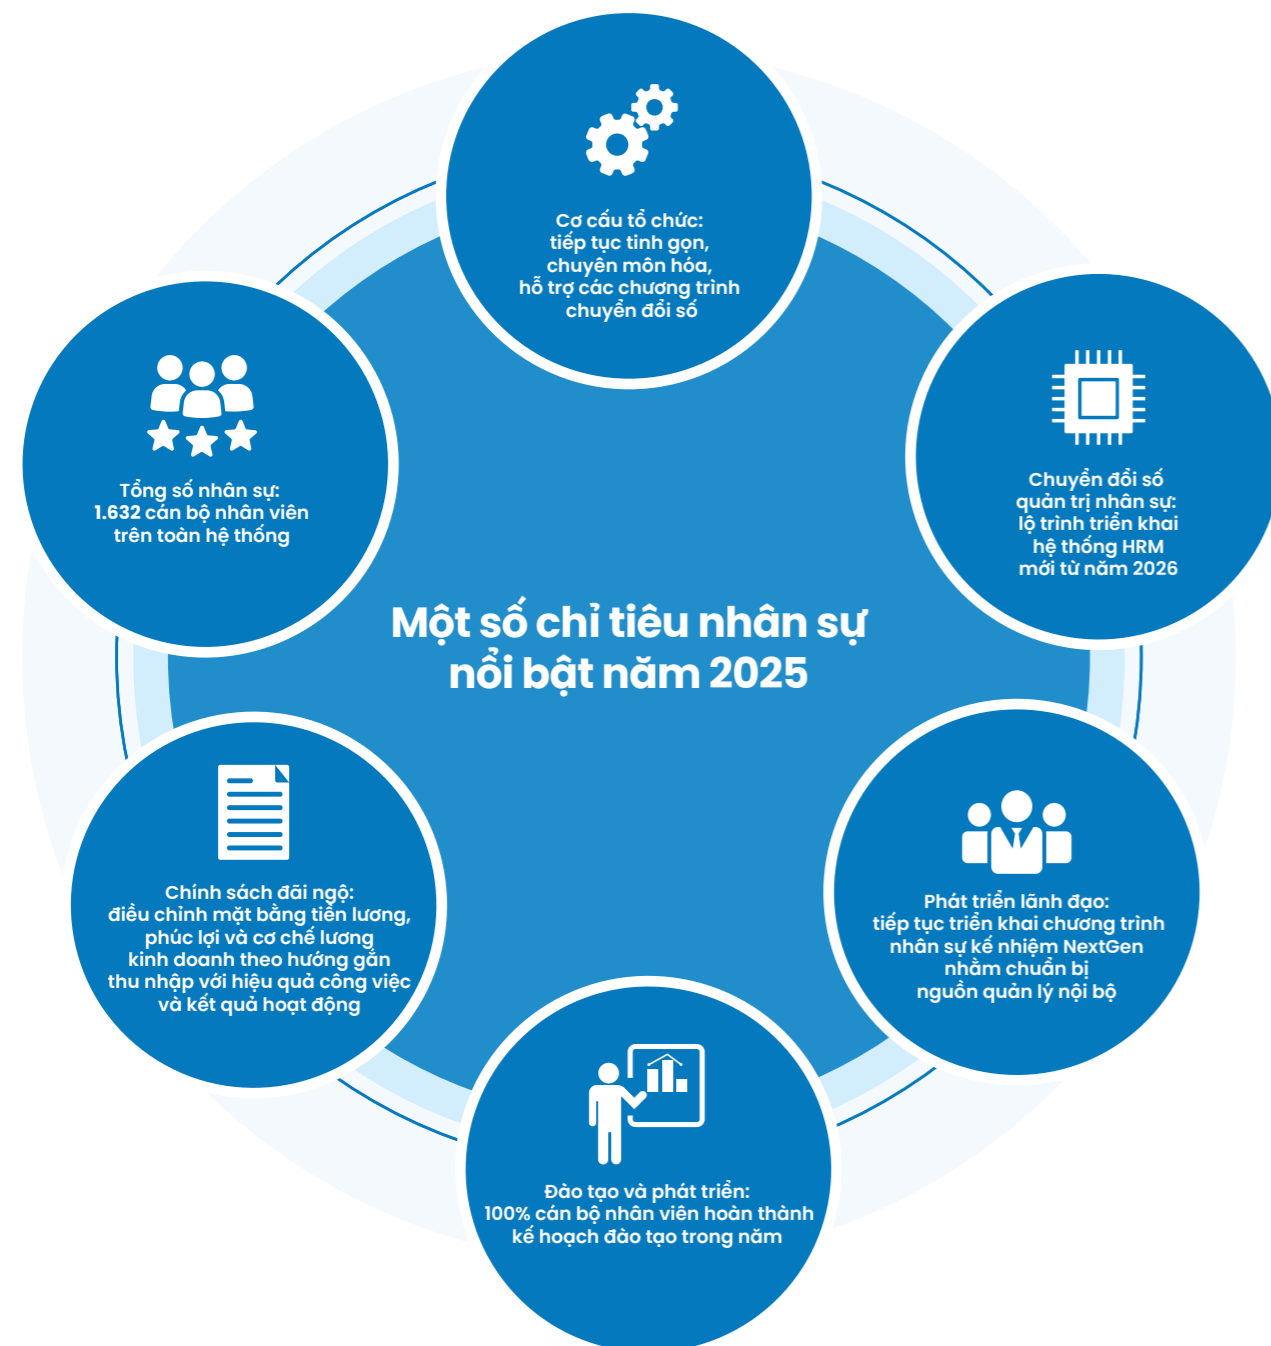 Cơ cấu tổ chức:
tiếp tục tinh gọn,
chuyên môn hóa,
hỗ trợ các chương trình
chuyển đổi số
Chuyển đổi số
quản trị nhân sự:
lộ trình triển khai
hệ thống HRM
mới từ năm 2026
Tổng số nhân sự:
1.632 cán bộ nhân viên
trên toàn hệ thống
Một số chỉ tiêu nhân sự
nổi bật năm 2025
Chính sách đãi ngộ:
điều chỉnh mặt bằng tiền lương,
phúc lợi và cơ chế lương
kinh doanh theo hướng gắn
thu nhập với hiệu quả công việc
và kết quả hoạt động
Phát triển lãnh đạo:
tiếp tục triển khai chương trình
nhân sự kế nhiệm NextGen
nhằm chuẩn bị
nguồn quản lý nội bộ
Đào tạo và phát triển:
100% cán bộ nhân viên hoàn thành
kế hoạch đào tạo trong năm